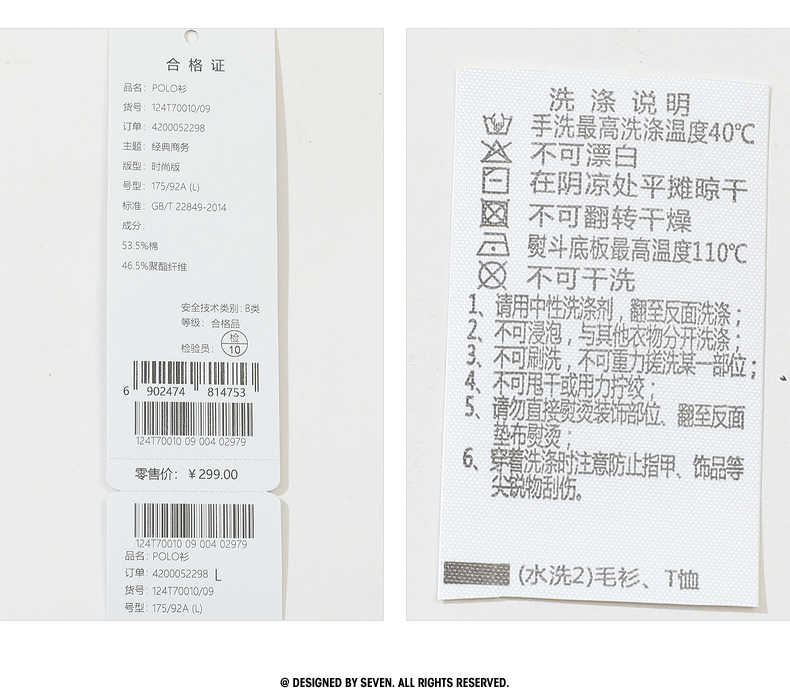 合格证
品名: POLO衫
货号: 124T70010/09
订单: 4200052298
主题: 经典商务
版型: 时尚版
号型: 175/92A (L)
标准: GB/T 22849-2014
成分:
53.5%棉
46.5%聚酯纤维
安全技术类别: B类
等级: 合格品
检验员: 检 10
6 902474 814753
124T70010 09 004 02979
零售价: ￥299.00
124T70010 09 004 02979
品名: POLO衫
订单: 4200052298 L
货号: 124T70010/09
号型: 175/92A (L)
洗涤说明
手洗最高洗涤温度40℃
不可漂白
在阴凉处平摊晾干
不可翻转干燥
熨斗底板最高温度110℃
不可干洗
1、请用中性洗涤剂，翻至反面洗涤；
2、不可浸泡，与其他衣物分开洗涤；
3、不可刷洗，不可重力搓洗某一部位；
4、不可甩干或用力拧绞；
5、请勿直接熨烫装饰部位、翻至反面
垫布熨烫；
6、穿着洗涤时注意防止指甲、饰品等
尖锐物刮伤。
(水洗2)毛衫、T恤
@ DESIGNED BY SEVEN. ALL RIGHTS RESERVED.